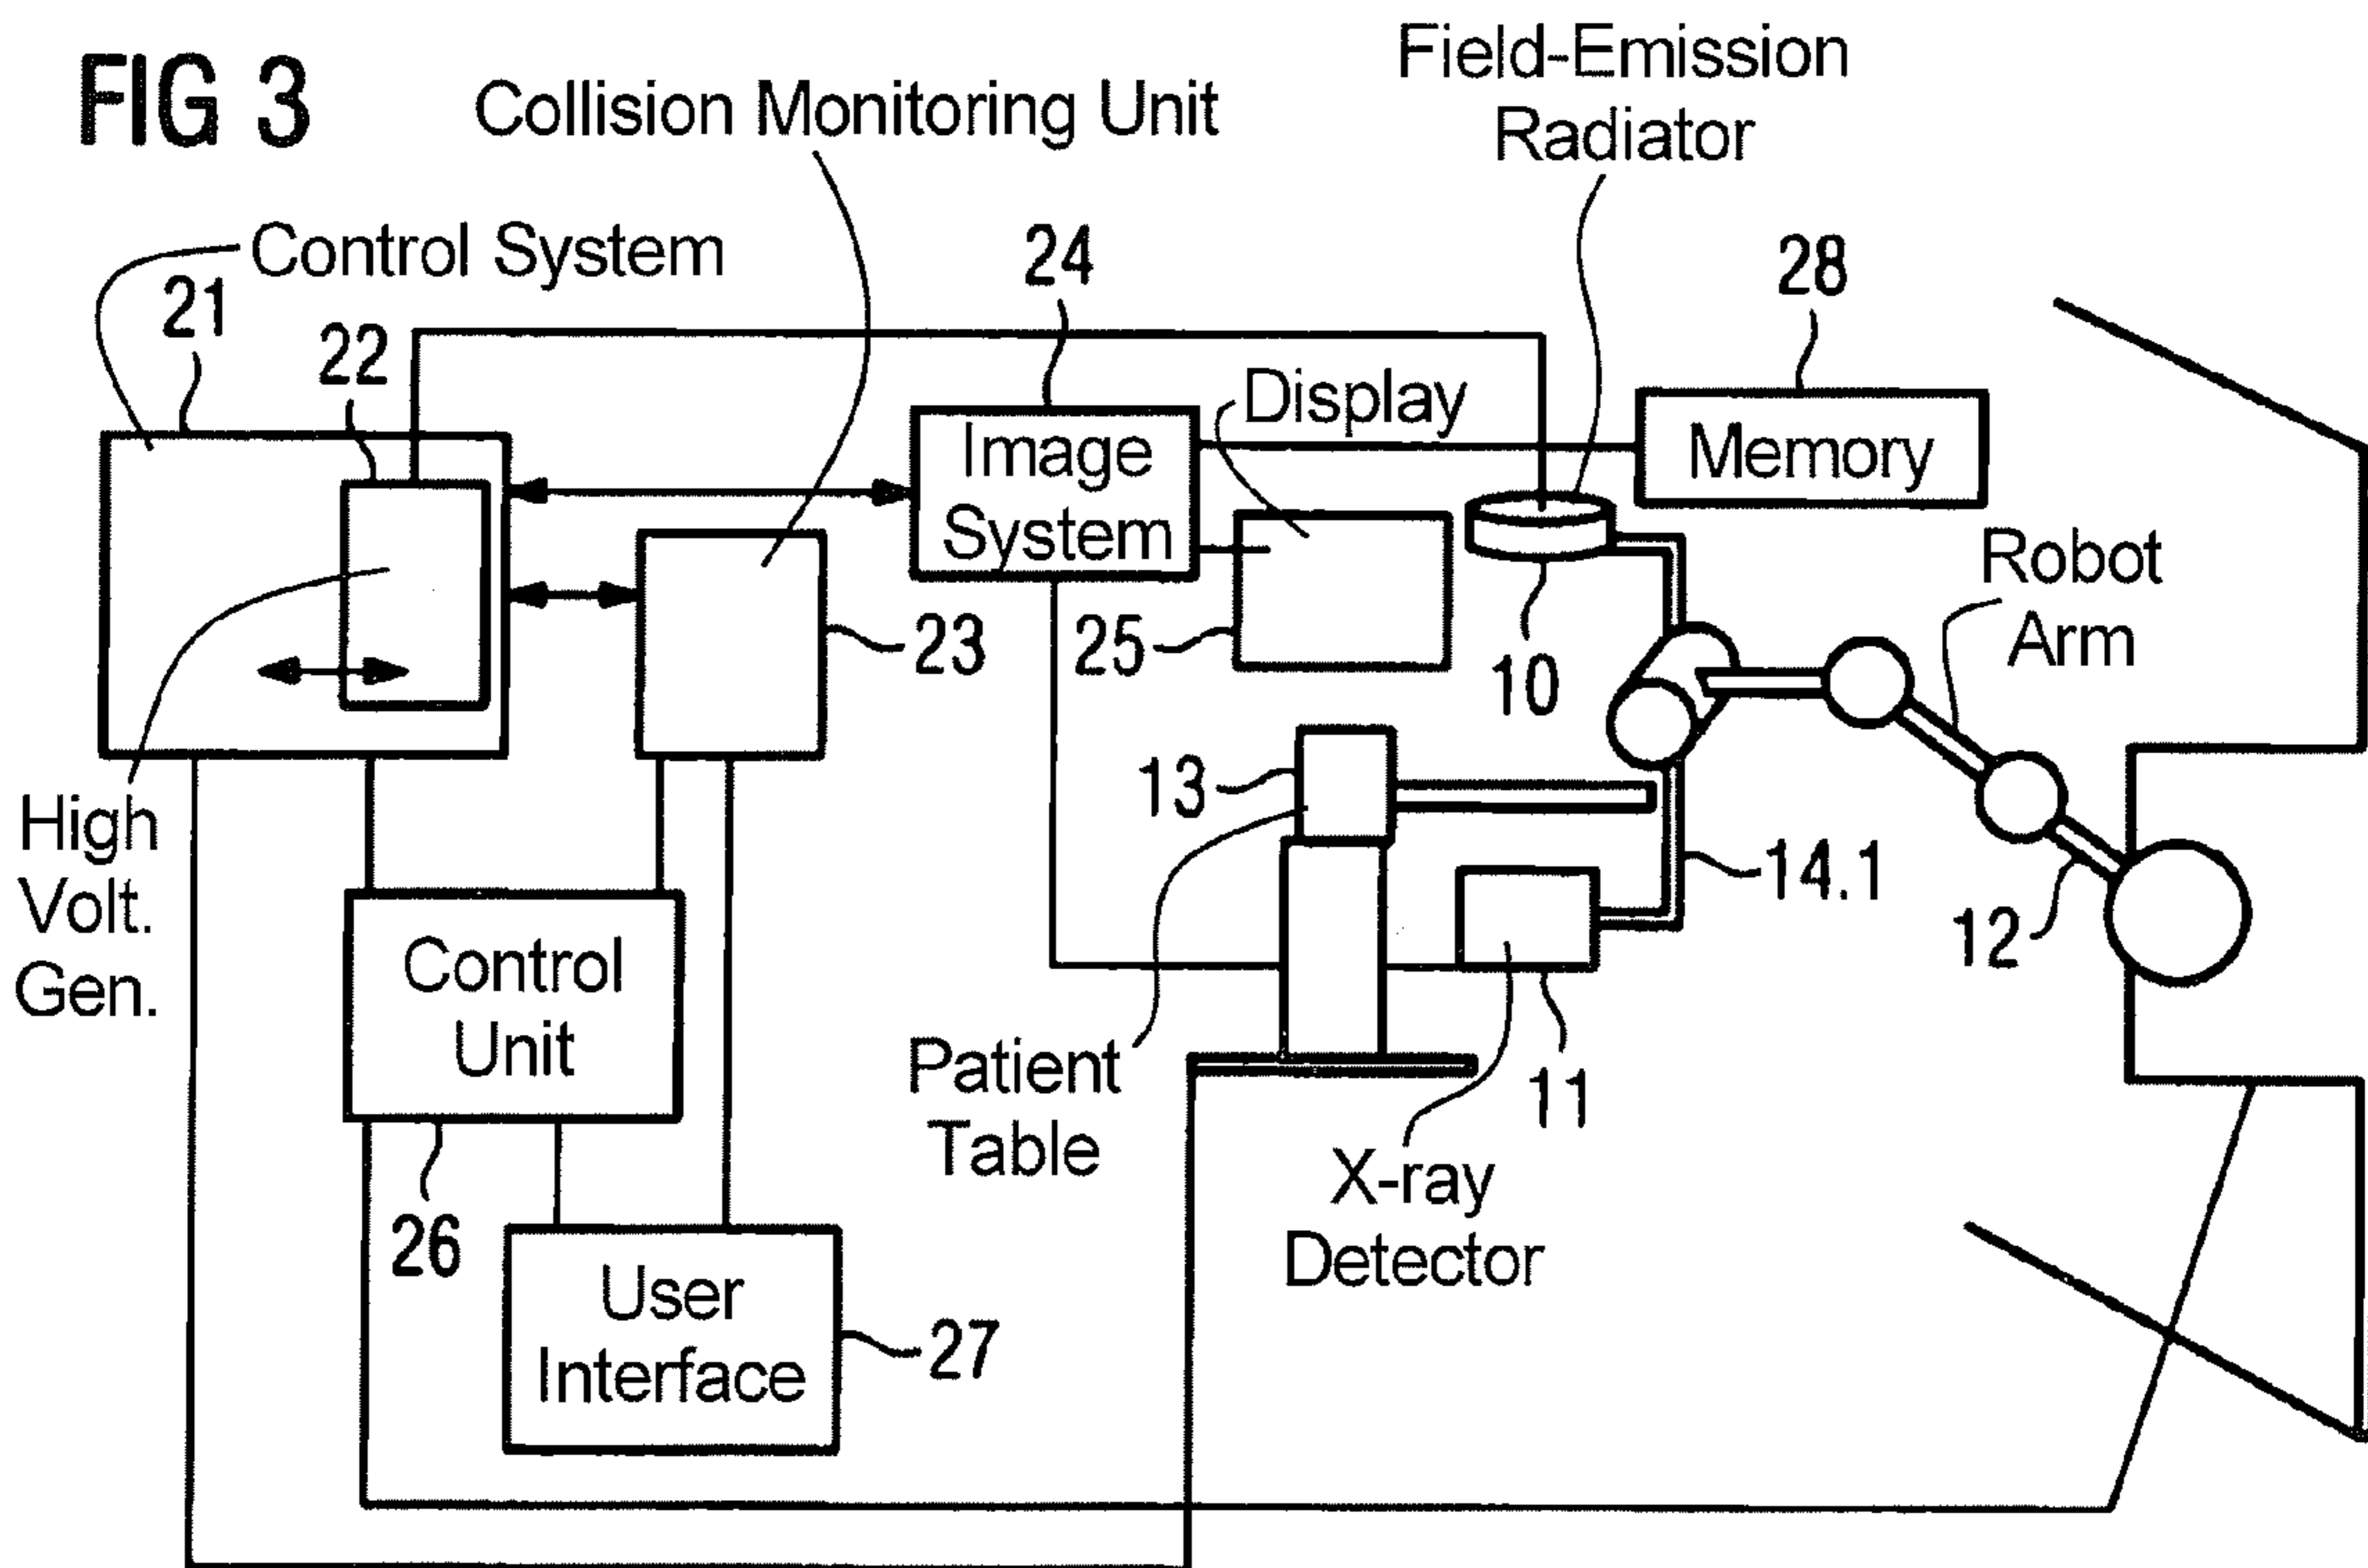 FIG 3
Collision Monitoring Unit
Field-Emission
Radiator
Control System
21
22
24
28
Display
Image
System
Memory
Robot
Arm
23
25
10
13
High
Volt.
Gen.
14.1
12
Control
Unit
Patient
Table
11
X-ray
Detector
26
User
Interface
27